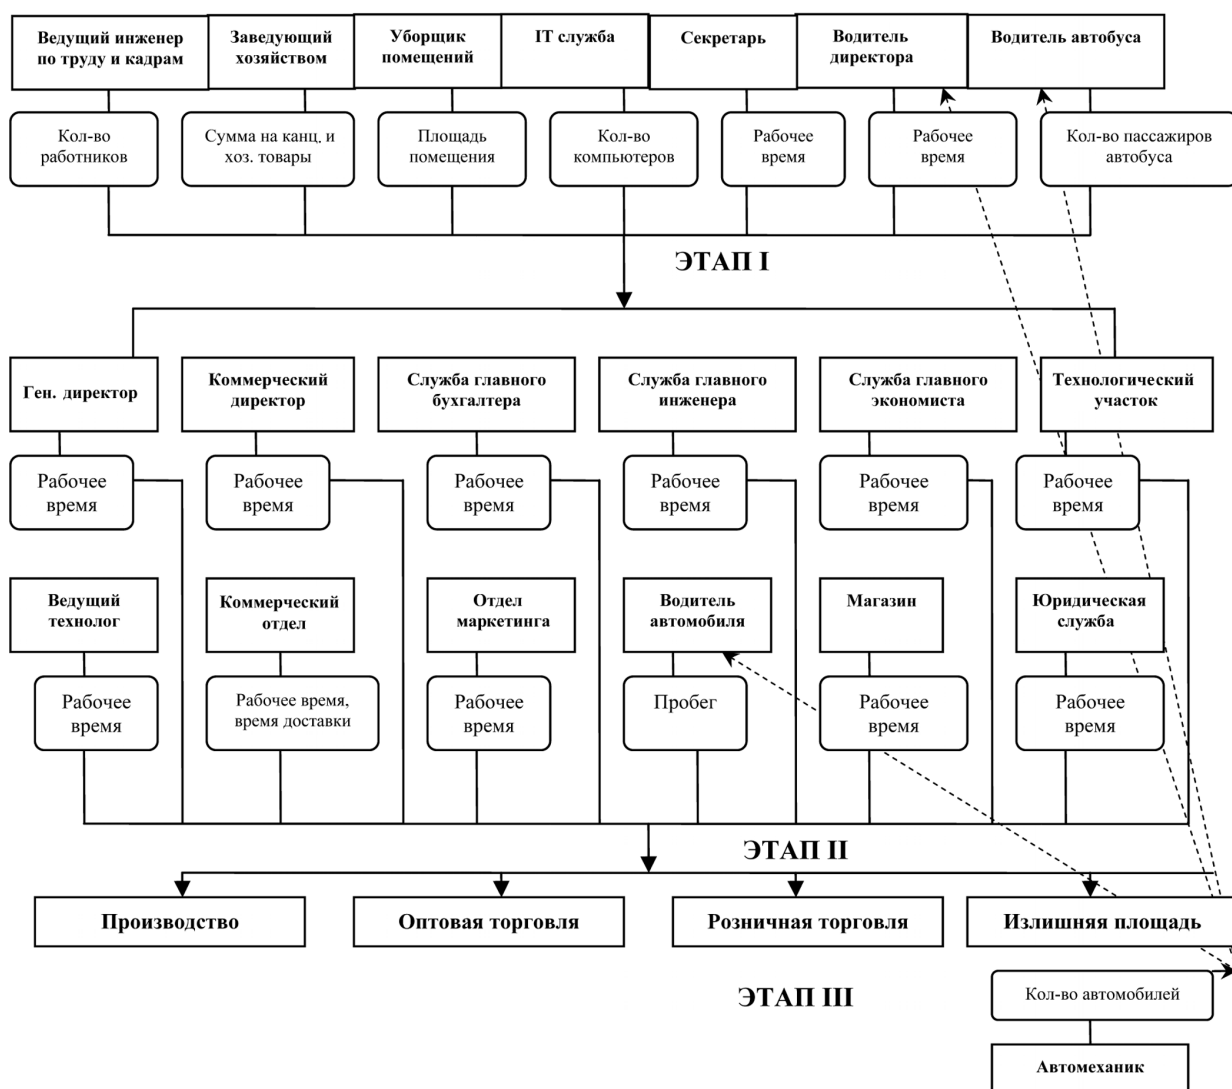 Ведущий инженер
по труду и кадрам
Заведующий
хозяйством
Уборщик
помещений
IT служба
Секретарь
Водитель
директора
Водитель автобуса
Кол-во
работников
Сумма на канц. и
хоз. товары
Площадь
помещения
Кол-во
компьютеров
Рабочее
время
Рабочее
время
Кол-во пассажиров
автобуса
ЭТАП I
Ген. директор
Коммерческий
директор
Служба главного
бухгалтера
Служба главного
инженера
Служба главного
экономиста
Технологический
участок
Рабочее
время
Рабочее
время
Рабочее
время
Рабочее
время
Рабочее
время
Рабочее
время
Ведущий
технолог
Коммерческий
отдел
Отдел
маркетинга
Водитель
автомобиля
Магазин
Юридическая
служба
Рабочее
время
Рабочее время,
время доставки
Рабочее
время
Пробег
Рабочее
время
Рабочее
время
ЭТАП II
Производство
Оптовая торговля
Розничная торговля
Излишняя площадь
ЭТАП III
Кол-во автомобилей
Автомеханик